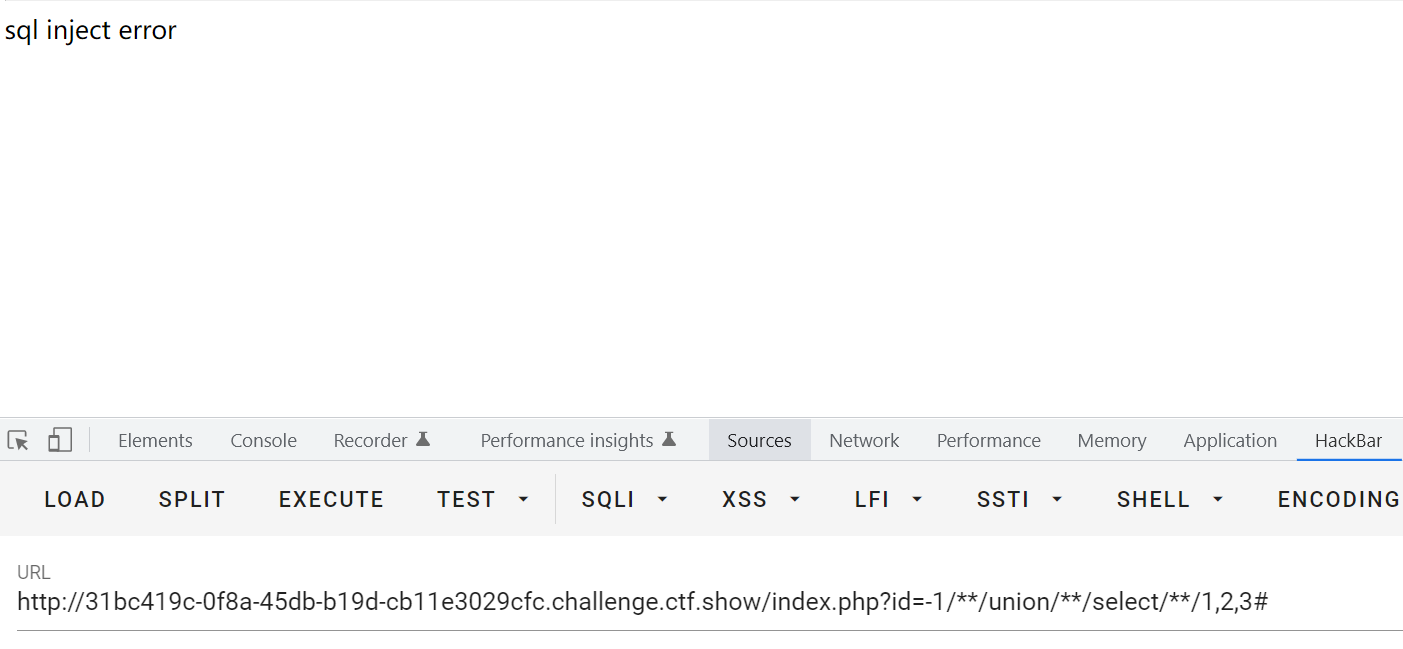 sql inject error
Elements Console Recorder Performance insights Sources Network Performance Memory Application HackBar
LOAD SPLIT EXECUTE TEST SQLI XSS LFI SSTI SHELL ENCODING
URL
http://31bc419c-0f8a-45db-b19d-cb11e3029cfc.challenge.ctf.show/index.php?id=-1/**/union/**/select/**/1,2,3#